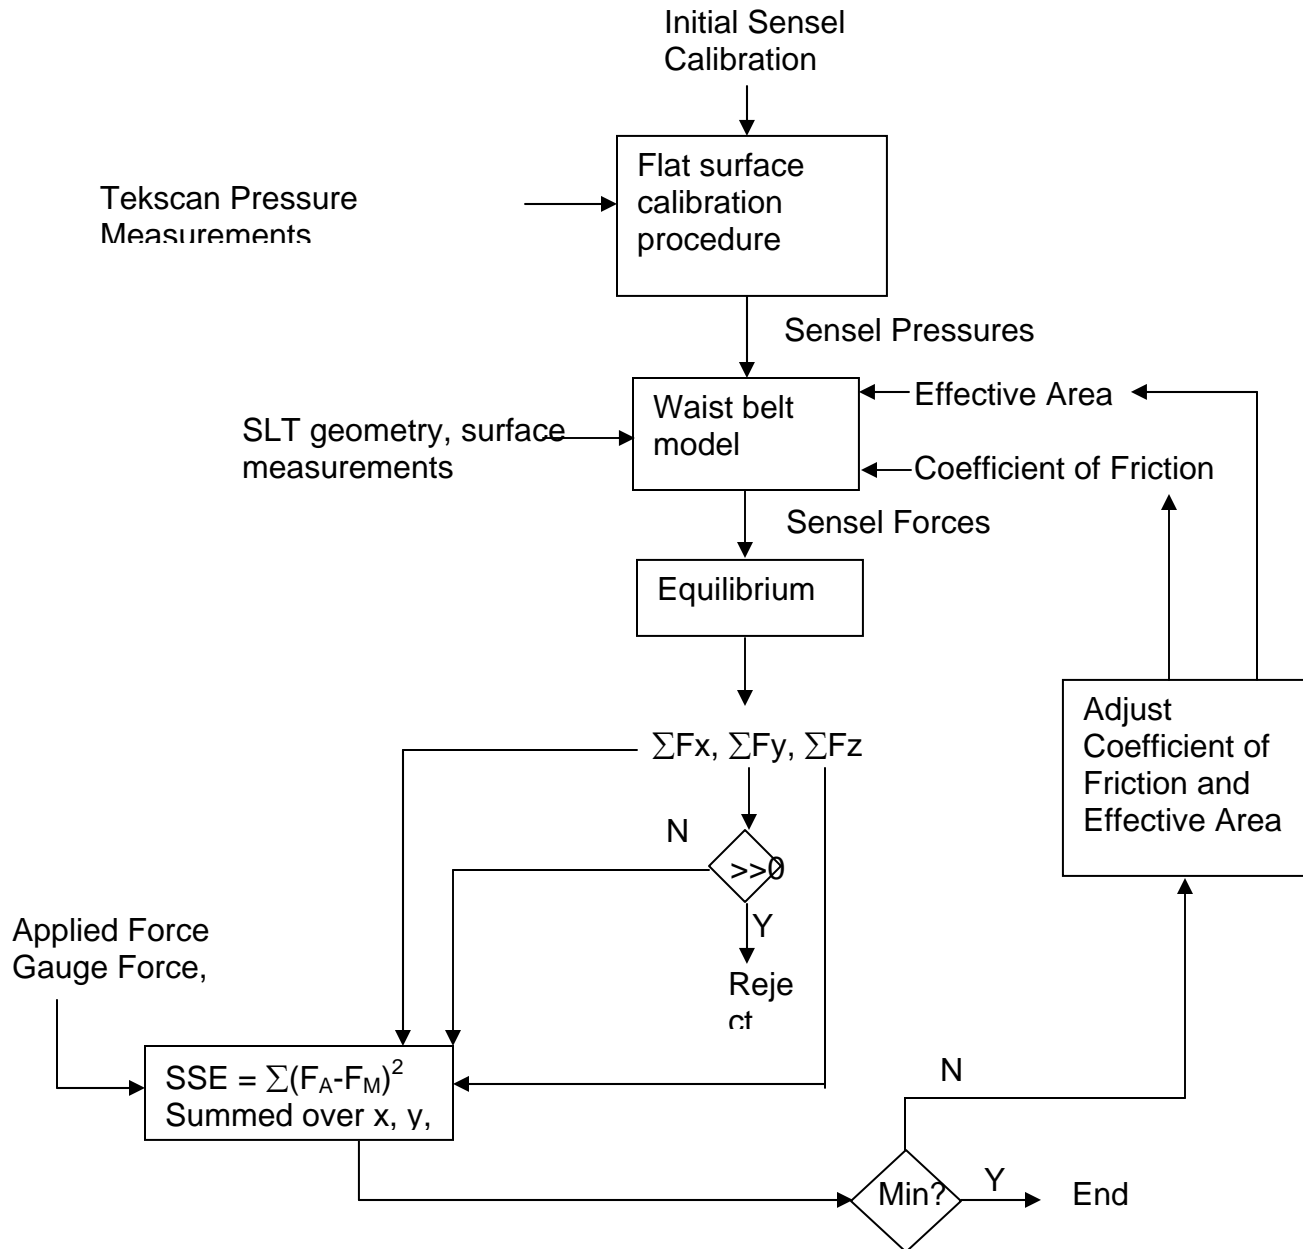 Initial Sensel
Calibration
Flat surface
calibration
procedure
Tekscan Pressure
Measurements
Sensel Pressures
Waist belt
model
Effective Area
SLT geometry, surface
measurements
Coefficient of Friction
Sensel Forces
Equilibrium
Adjust
Coefficient of
Friction and
Effective Area
∑Fx, ∑Fy, ∑Fz
N
>>0
Y
Reje
ct
Applied Force
Gauge Force,
SSE = ∑(F_A-F_M)^2
Summed over x, y,
N
Min?
Y
End